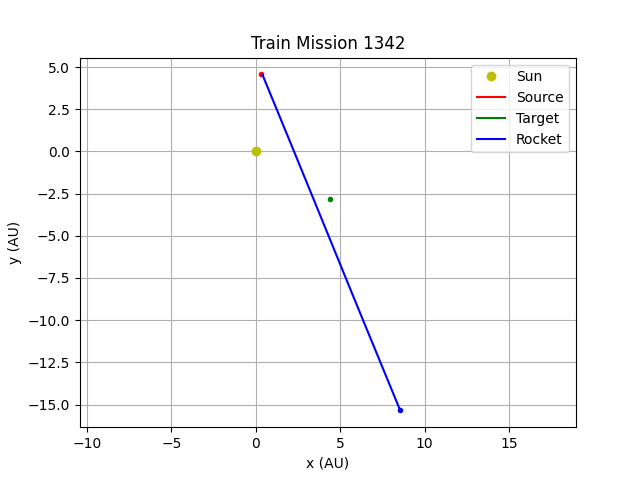 Train Mission 1342
Sun
Source
Target
Rocket
y (AU)
5.0
2.5
0.0
−2.5
−5.0
−7.5
−10.0
−12.5
−15.0
−10
−5
0
5
10
15
x (AU)